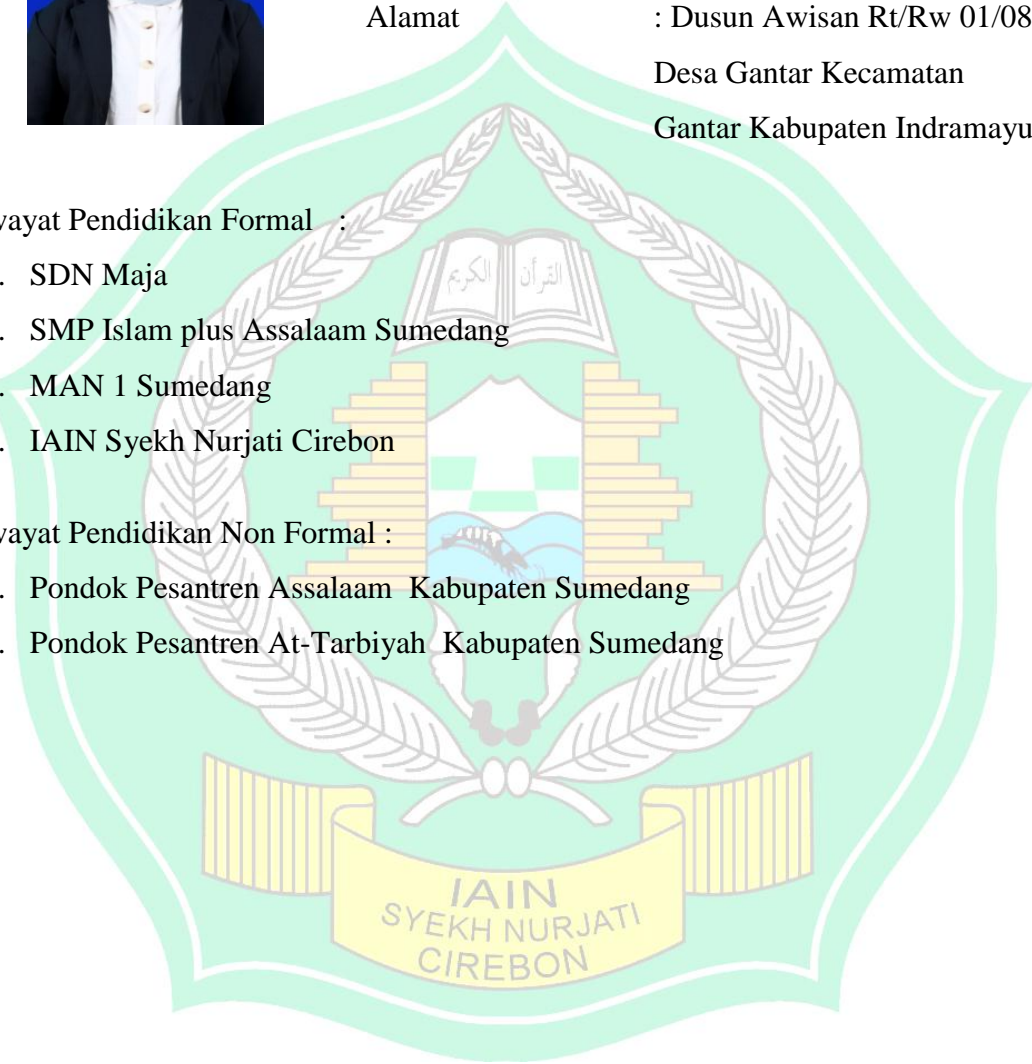 Alamat : Dusun Awisan Rt/Rw 01/08
Desa Gantar Kecamatan
Gantar Kabupaten Indramayu
wayat Pendidikan Formal :
. SDN Maja
. SMP Islam plus Assalaam Sumedang
. MAN 1 Sumedang
. IAIN Syekh Nurjati Cirebon
wayat Pendidikan Non Formal :
. Pondok Pesantren Assalaam Kabupaten Sumedang
. Pondok Pesantren At-Tarbiyah Kabupaten Sumedang
القرآن الكريم
IAIN
SYEKH NURJATI
CIREBON